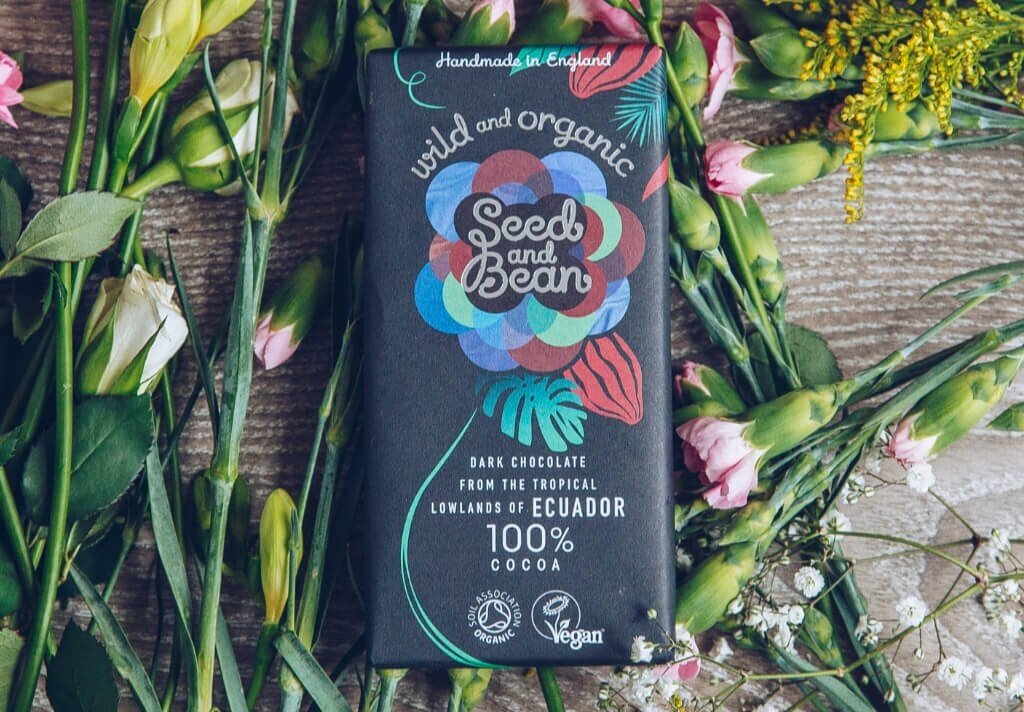 Handmade in England
wild and organic
Seed
and
Bean
DARK CHOCOLATE
FROM THE TROPICAL
LOWLANDS OF ECUADOR
100%
COCOA
SOIL ASSOCIATION
ORGANIC
Vegan